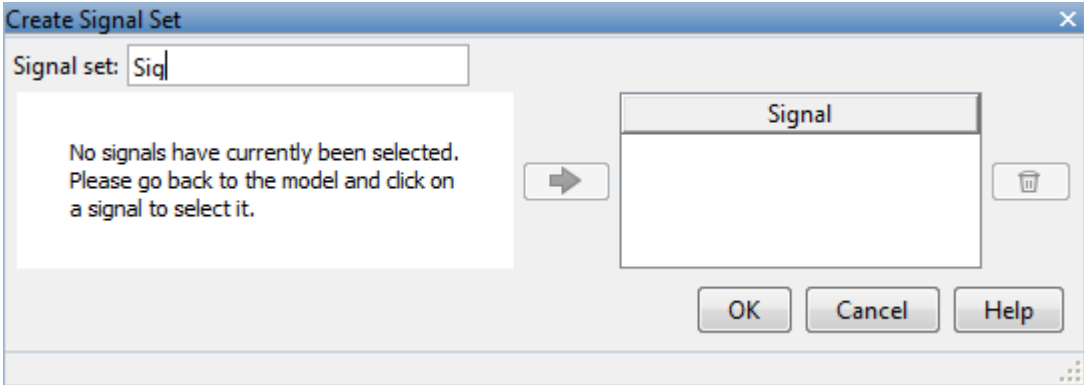 Create Signal Set
Signal set: Sig
Signal
No signals have currently been selected.
Please go back to the model and click on
a signal to select it.
OK Cancel Help